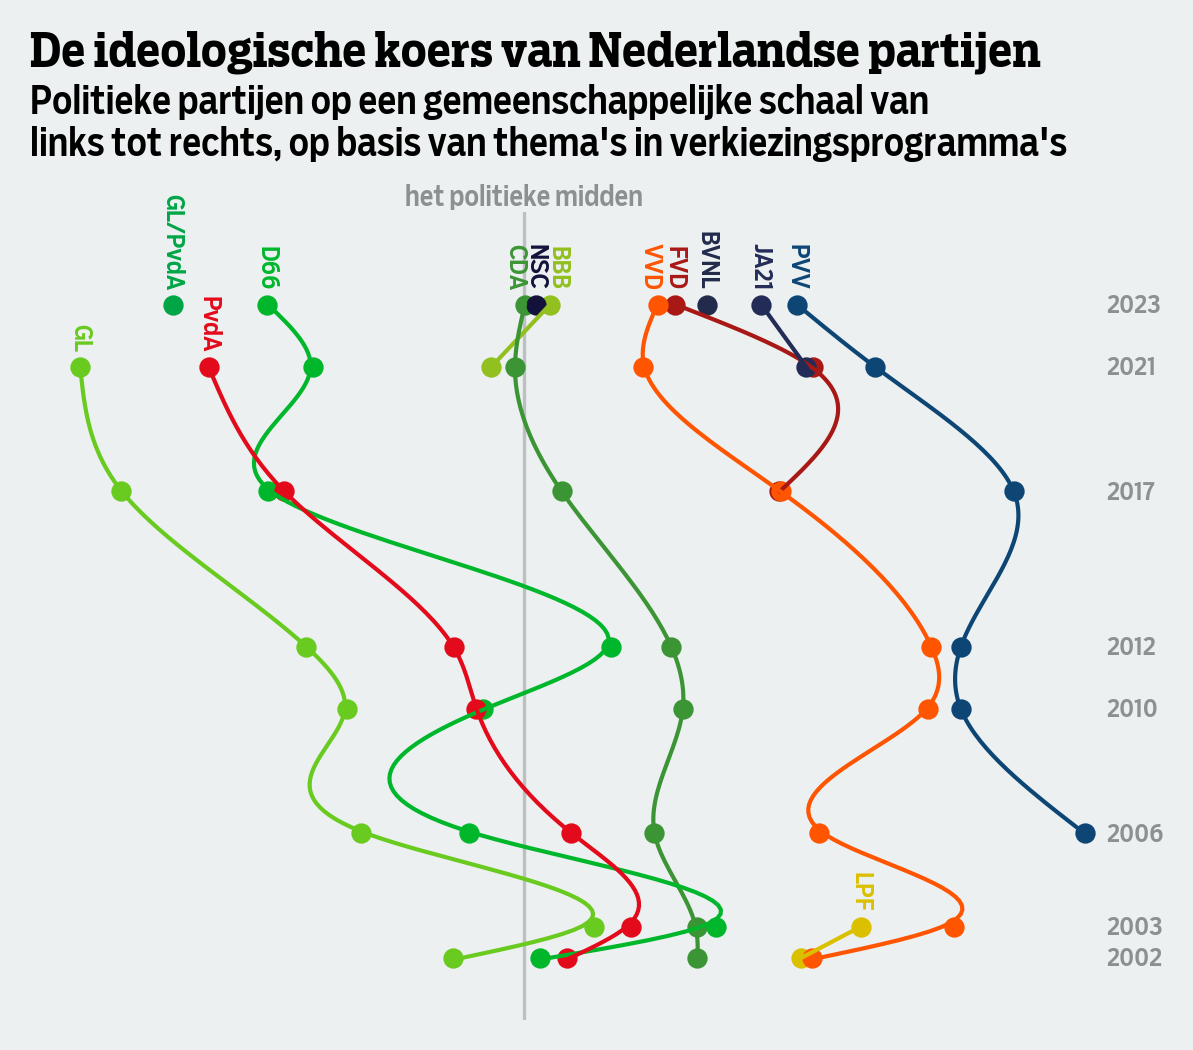 De ideologische koers van Nederlandse partijen
Politieke partijen op een gemeenschappelijke schaal van
links tot rechts, op basis van thema's in verkiezingsprogramma's
het politieke midden
GL
GL/PvdA
PvdA
D66
CDA
NSC
BBB
VVD
FVD
BVNL
JA21
PVV
2023
2021
2017
2012
2010
2006
LPF
2003
2002